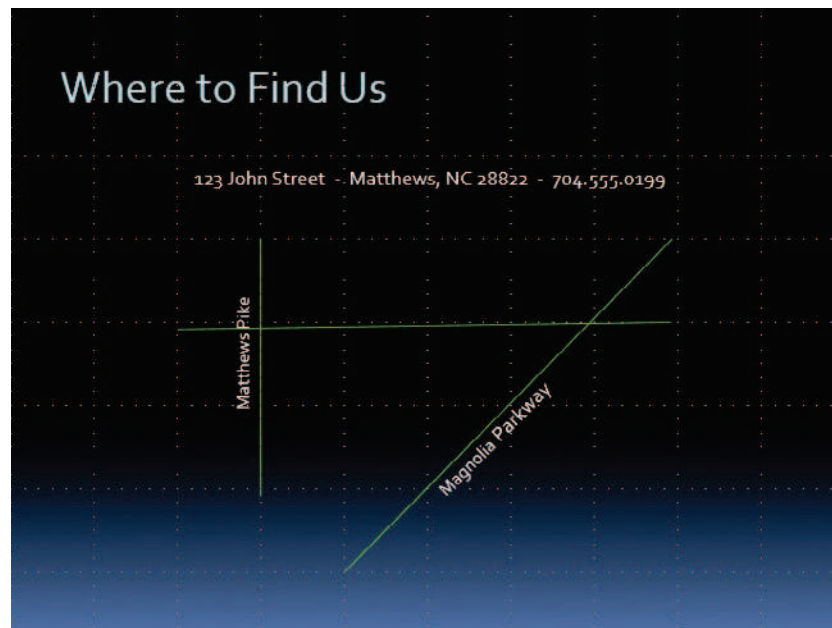 Where to Find Us
123 John Street - Matthews, NC 28822 - 704.555.0199
Matthews Pike
Magnolia Parkway